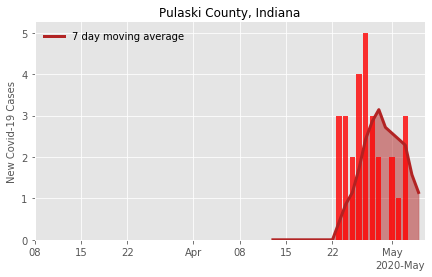 Pulaski County, Indiana
7 day moving average
New Covid-19 Cases
5
4
3
2
1
0
08
15
22
Apr
08
15
22
May
2020-May